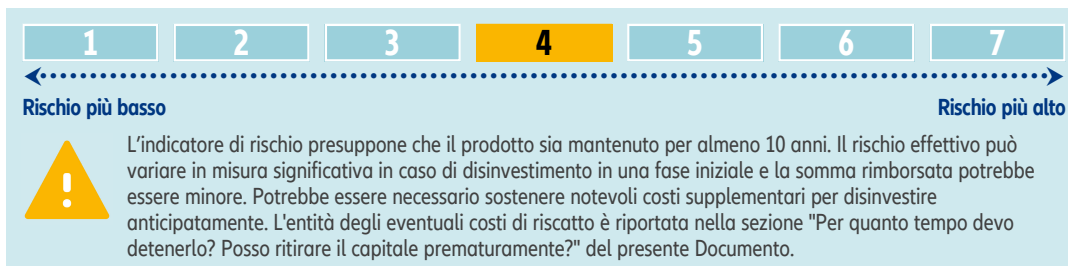 1 2 3 4 5 6 7
Rischio più basso Rischio più alto
L'indicatore di rischio presuppone che il prodotto sia mantenuto per almeno 10 anni. Il rischio effettivo può
variare in misura significativa in caso di disinvestimento in una fase iniziale e la somma rimborsata potrebbe
essere minore. Potrebbe essere necessario sostenere notevoli costi supplementari per disinvestire
anticipatamente. L'entità degli eventuali costi di riscatto è riportata nella sezione "Per quanto tempo devo
detenerlo? Posso ritirare il capitale prematuramente?" del presente Documento.